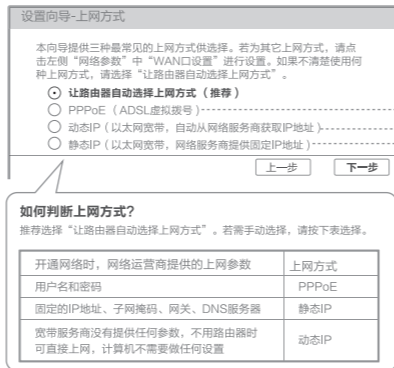 设置向导-上网方式
本向导提供三种最常见的上网方式供选择。若为其它上网方式，请点
击左侧“网络参数”中“WAN口设置”进行设置。如果不清楚使用何
种上网方式，请选择“让路由器自动选择上网方式”。
让路由器自动选择上网方式（推荐）
PPPoE（ADSL虚拟拨号）
动态IP（以太网宽带，自动从网络服务商获取IP地址）
静态IP（以太网宽带，网络服务商提供固定IP地址）
上一步 下一步
如何判断上网方式?
推荐选择“让路由器自动选择上网方式”。若需手动选择，请按下表选择。
开通网络时，网络运营商提供的上网参数 上网方式
用户名和密码 PPPoE
固定的IP地址、子网掩码、网关、DNS服务器 静态IP
宽带服务商没有提供任何参数，不用路由器时
可直接上网，计算机不需要做任何设置 动态IP